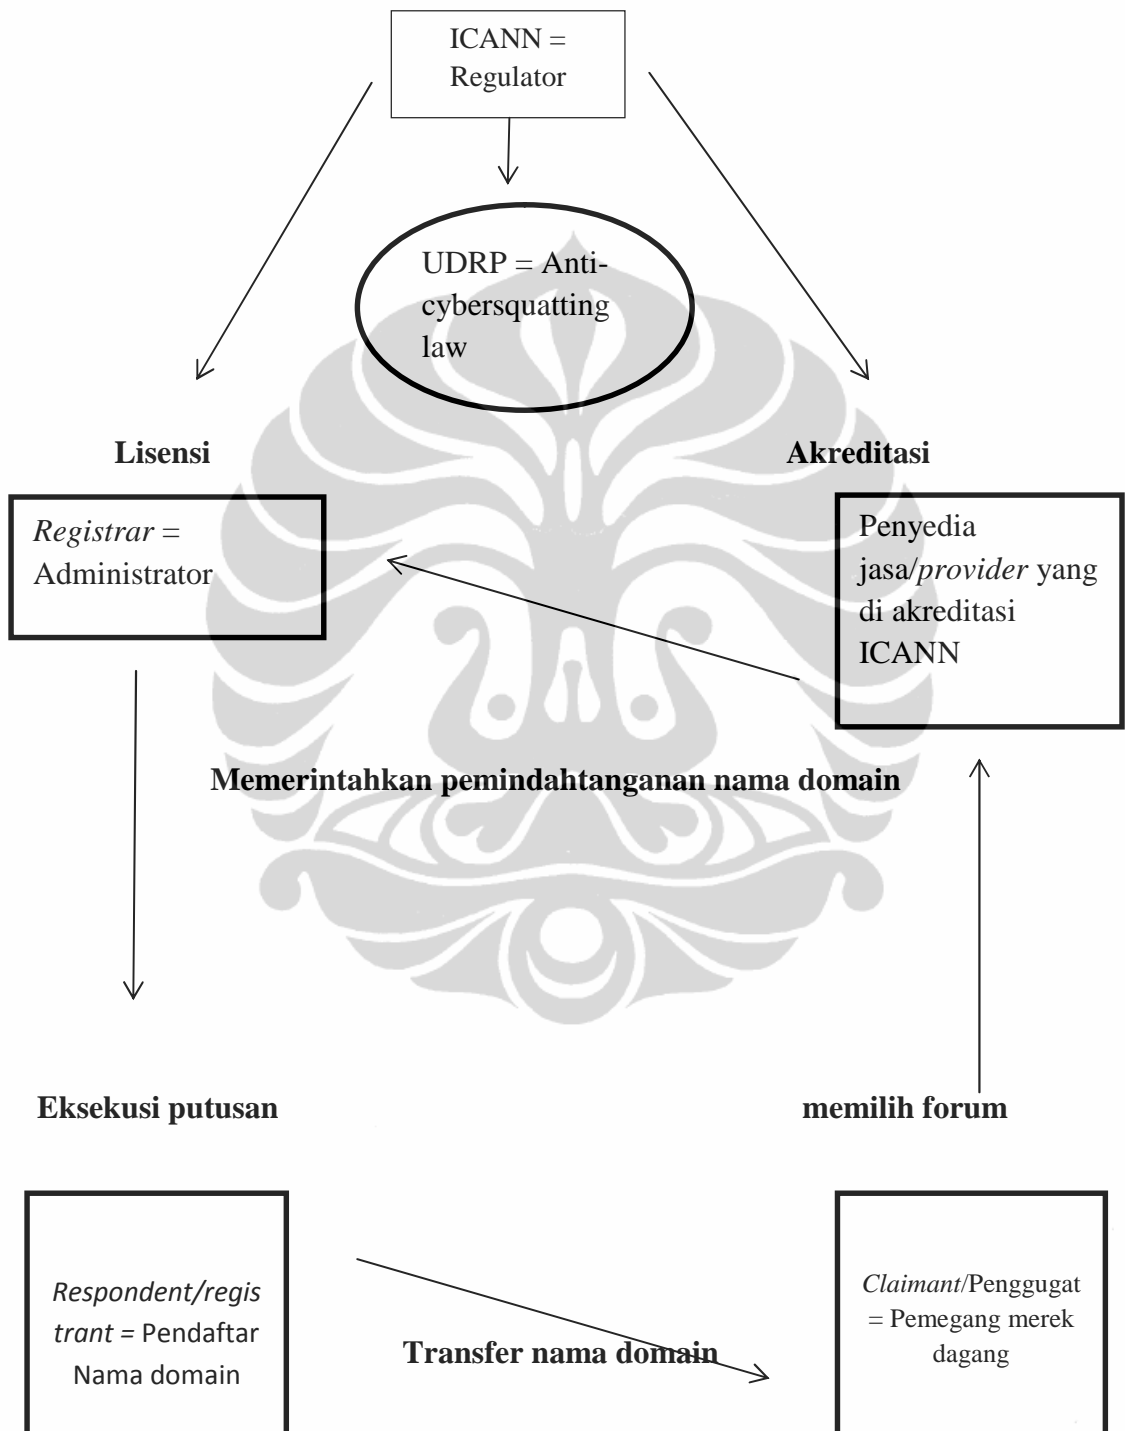 ICANN =
Regulator
UDRP = Anti-
cybersquatting
law
Lisensi
Akreditasi
Registrar =
Administrator
Penyedia
jasa/provider yang
di akreditasi
ICANN
Memerintahkan pemindahtanganan nama domain
Eksekusi putusan
memilih forum
Respondent/regis
trant = Pendaftar
Nama domain
Claimant/Penggugat
= Pemegang merek
dagang
Transfer nama domain